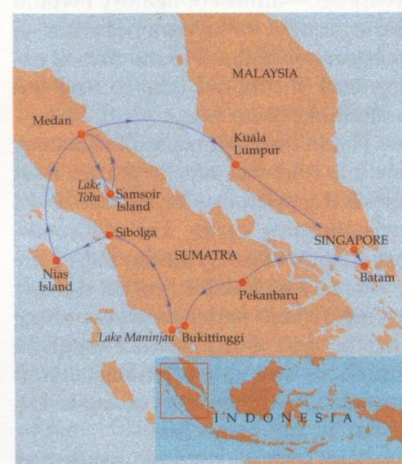 MALAYSIA
Medan
Kuala
Lumpur
Lake
Toba
Samsoir
Island
Sibolga
SINGAPORE
SUMATRA
Nias
Island
Batam
Pekanbaru
Lake Maninjau
Bukittinggi
INDONESIA